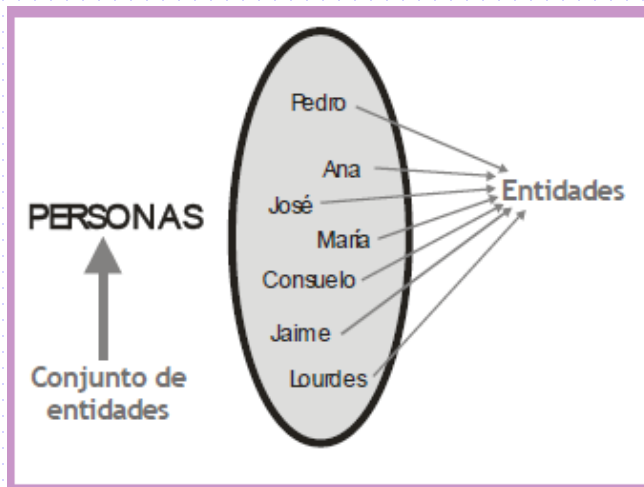 Pedro
Ana
José
María
Consuelo
Jaime
Lourdes
Entidades
PERSONAS
Conjunto de
entidades